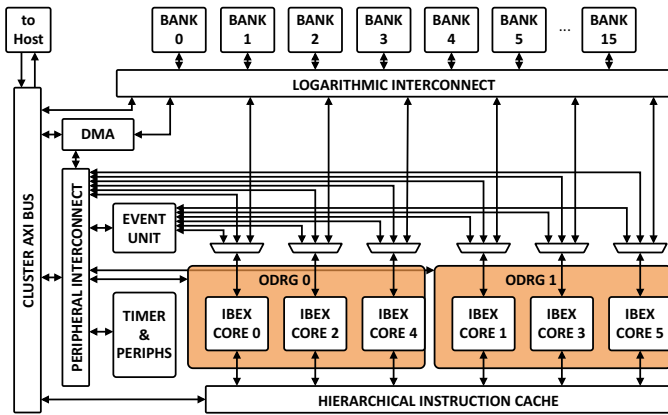 to
Host
BANK
0
BANK
1
BANK
2
BANK
3
BANK
4
BANK
5
...
BANK
15
LOGARITHMIC INTERCONNECT
DMA
CLUSTER AXI BUS
PERIPHERAL INTERCONNECT
EVENT
UNIT
ODRG 0
ODRG 1
TIMER
&
PERIPHS
IBEX
CORE 0
IBEX
CORE 2
IBEX
CORE 4
IBEX
CORE 1
IBEX
CORE 3
IBEX
CORE 5
HIERARCHICAL INSTRUCTION CACHE